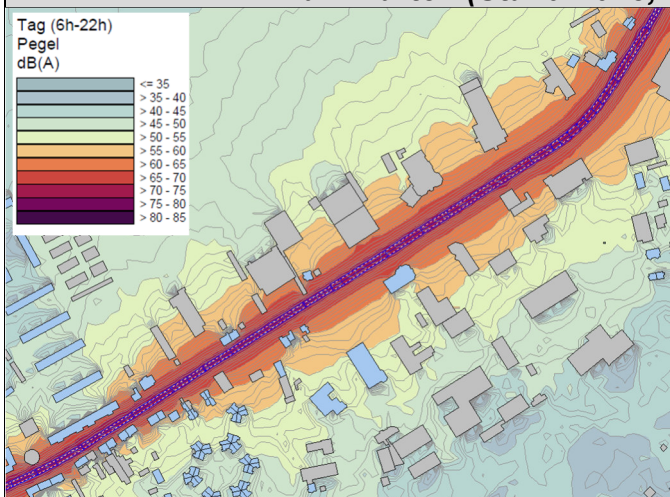 Tag (6h-22h)
Pegel
dB(A)
<= 35
> 35 - 40
> 40 - 45
> 45 - 50
> 50 - 55
> 55 - 60
> 60 - 65
> 65 - 70
> 70 - 75
> 75 - 80
> 80 - 85